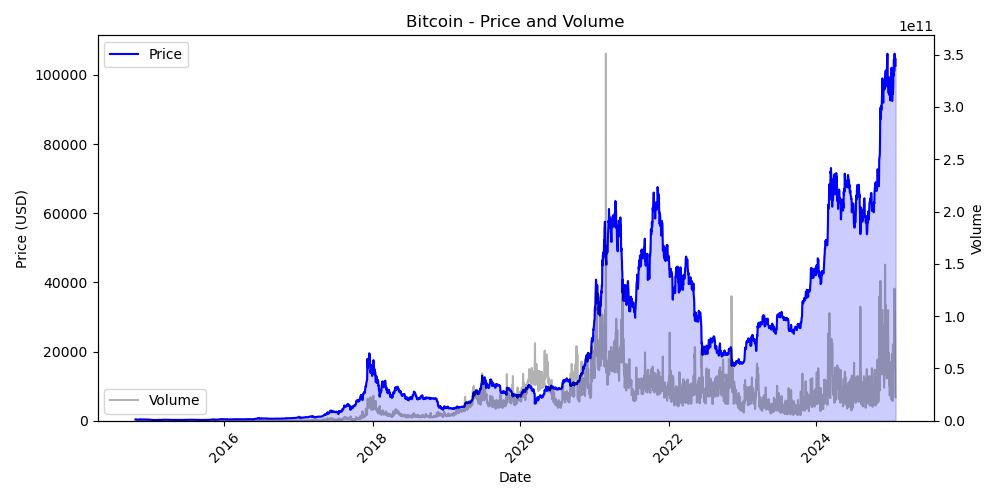 Bitcoin - Price and Volume
1e11
Price
Volume
Price (USD)
100000
80000
60000
40000
20000
0
3.5
3.0
2.5
2.0
1.5
1.0
0.5
0.0
Volume
2016
2018
2020
2022
2024
Date